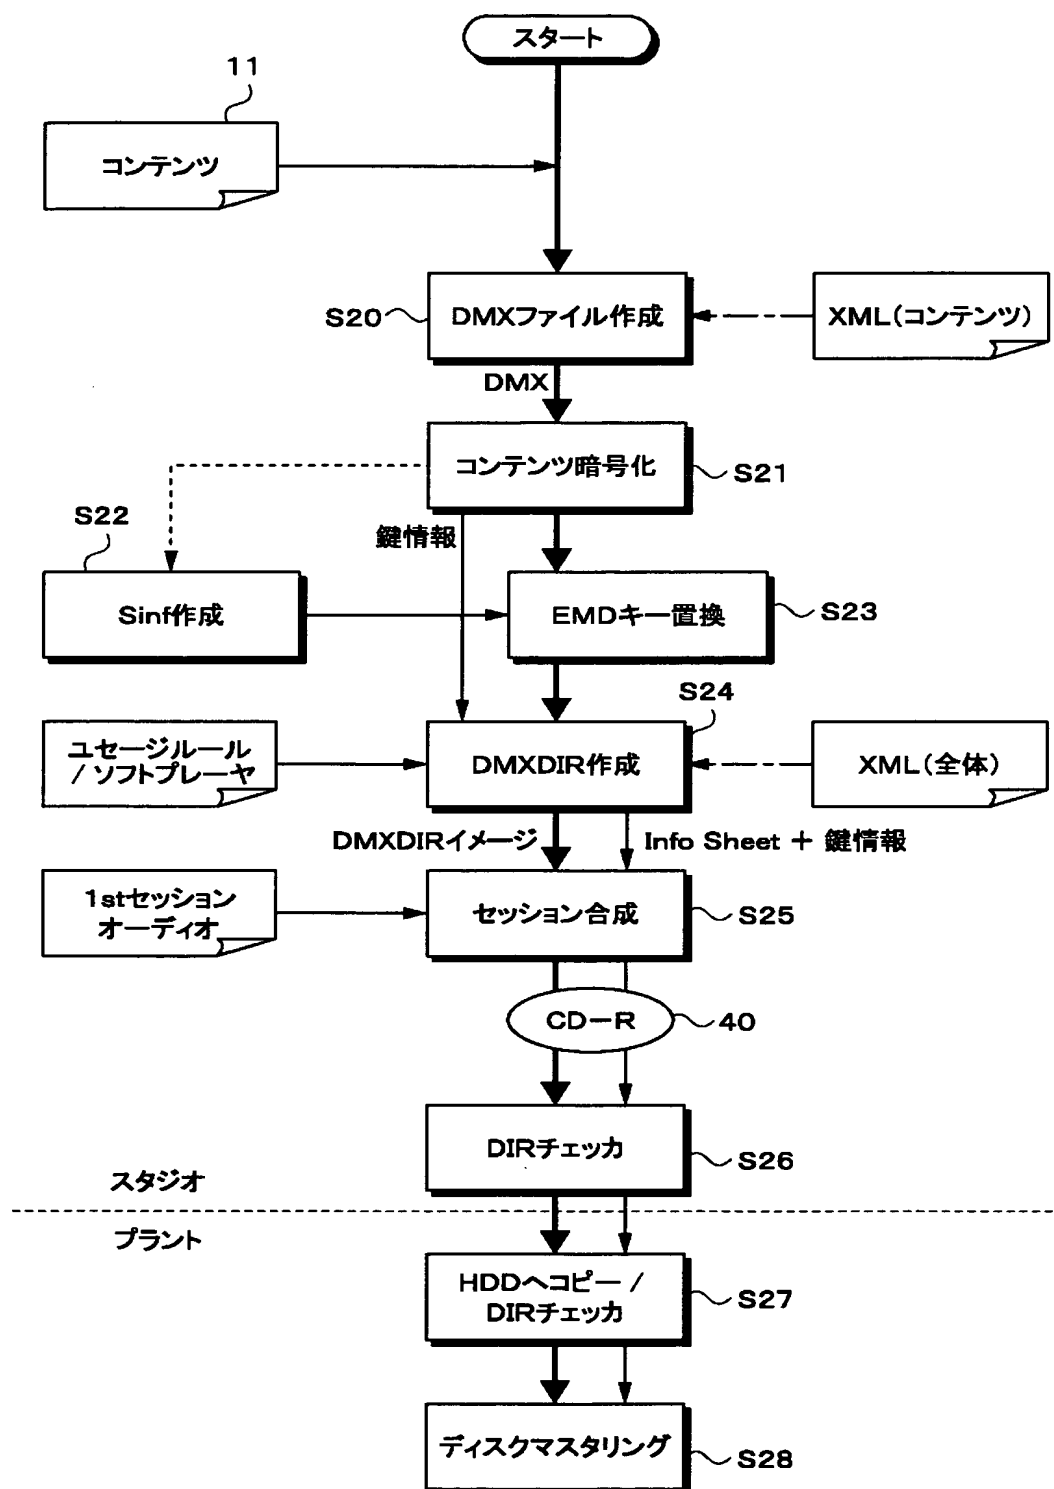 スタート
11
コンテンツ
S20
DMXファイル作成
XML(コンテンツ)
DMX
コンテンツ暗号化
S21
S22
鍵情報
Sinf作成
EMDキー置換
S23
S24
ユセージルール
/ソフトプレーヤ
DMXDIR作成
XML(全体)
DMXDIRイメージ
Info Sheet + 鍵情報
1stセッション
オーディオ
セッション合成
S25
CD-R
40
DIRチェッカ
S26
スタジオ
プラント
HDDへコピー/
DIRチェッカ
S27
ディスクマスタリング
S28